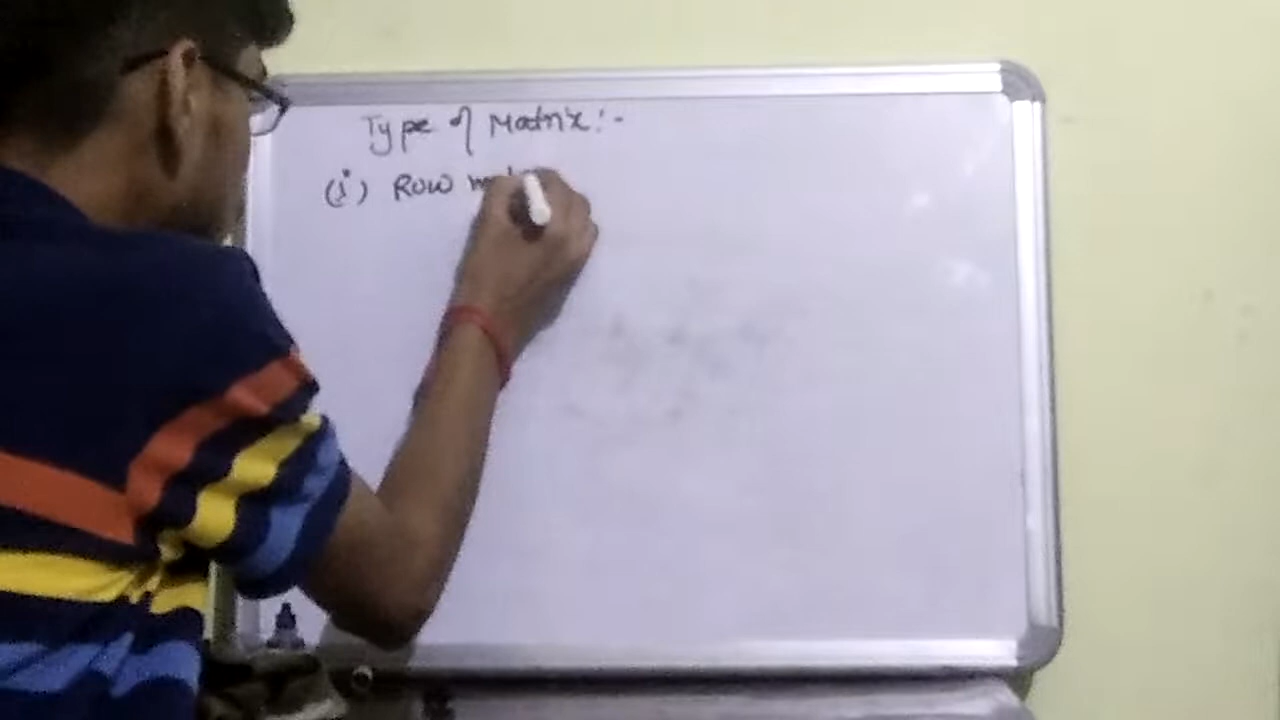 Type of Matrix:-
(i) Row